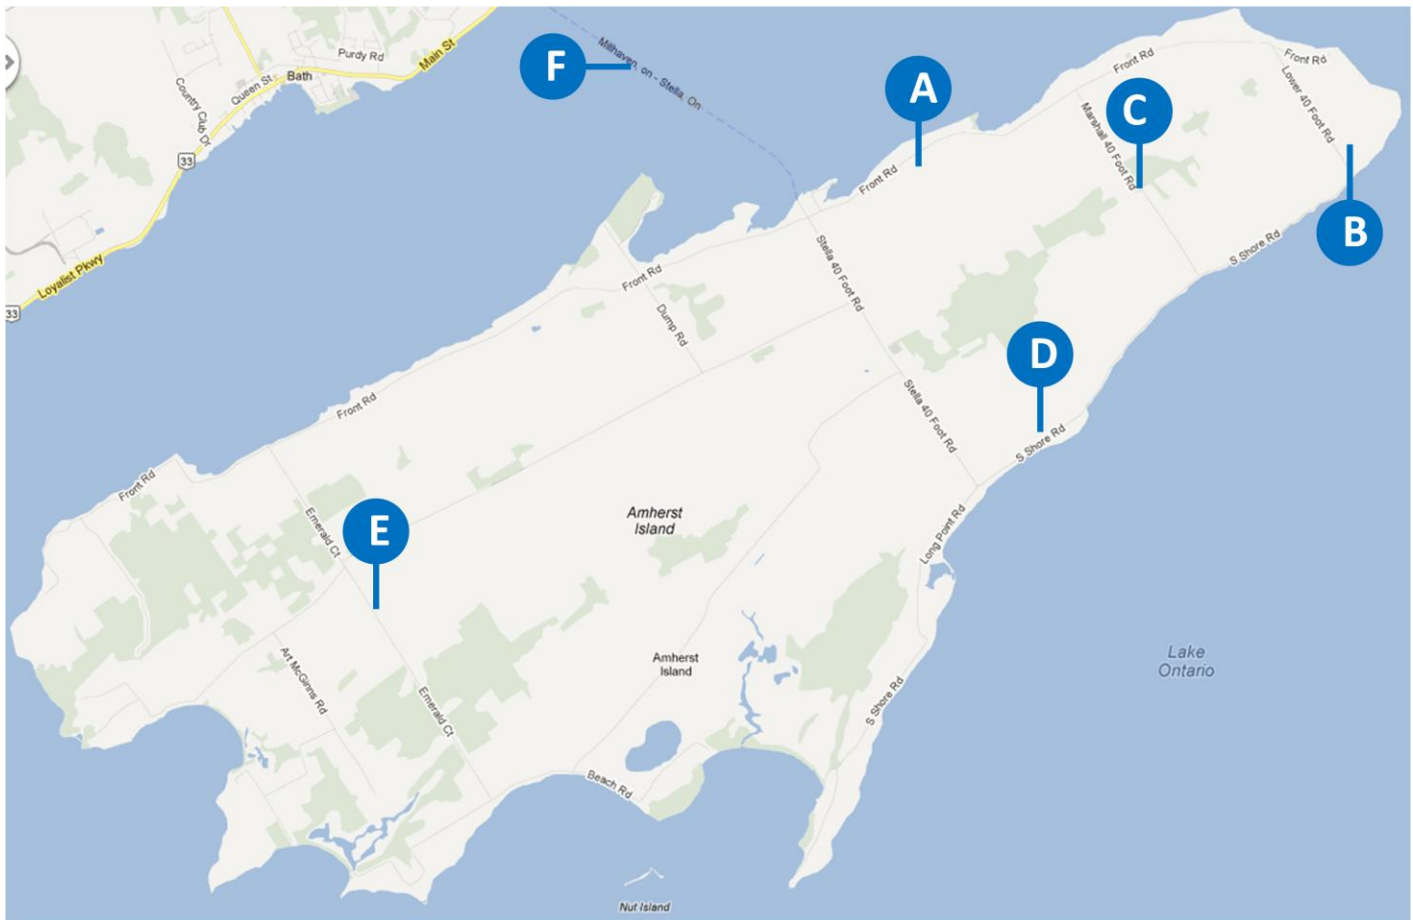 Purdy Rd
Main St
F
Millhaven, on - Stella, On
Front Rd
Front Rd
Bath
Queen St
Country Club Dr
A
C
Lower 40 Foot Rd
Marshall 40 Foot Rd
33
Front Rd
B
S Shore Rd
Loyalist Pkwy
Stella 40 Foot Rd
Front Rd
33
Dump Rd
D
Front Rd
Stella 40 Foot Rd
S Shore Rd
Front Rd
Amherst
Island
E
Emerald Ct
Long Point Rd
Lake
Ontario
Amherst
Island
Art McGinns Rd
Emerald Ct
S Shore Rd
Beach Rd
Nut Island